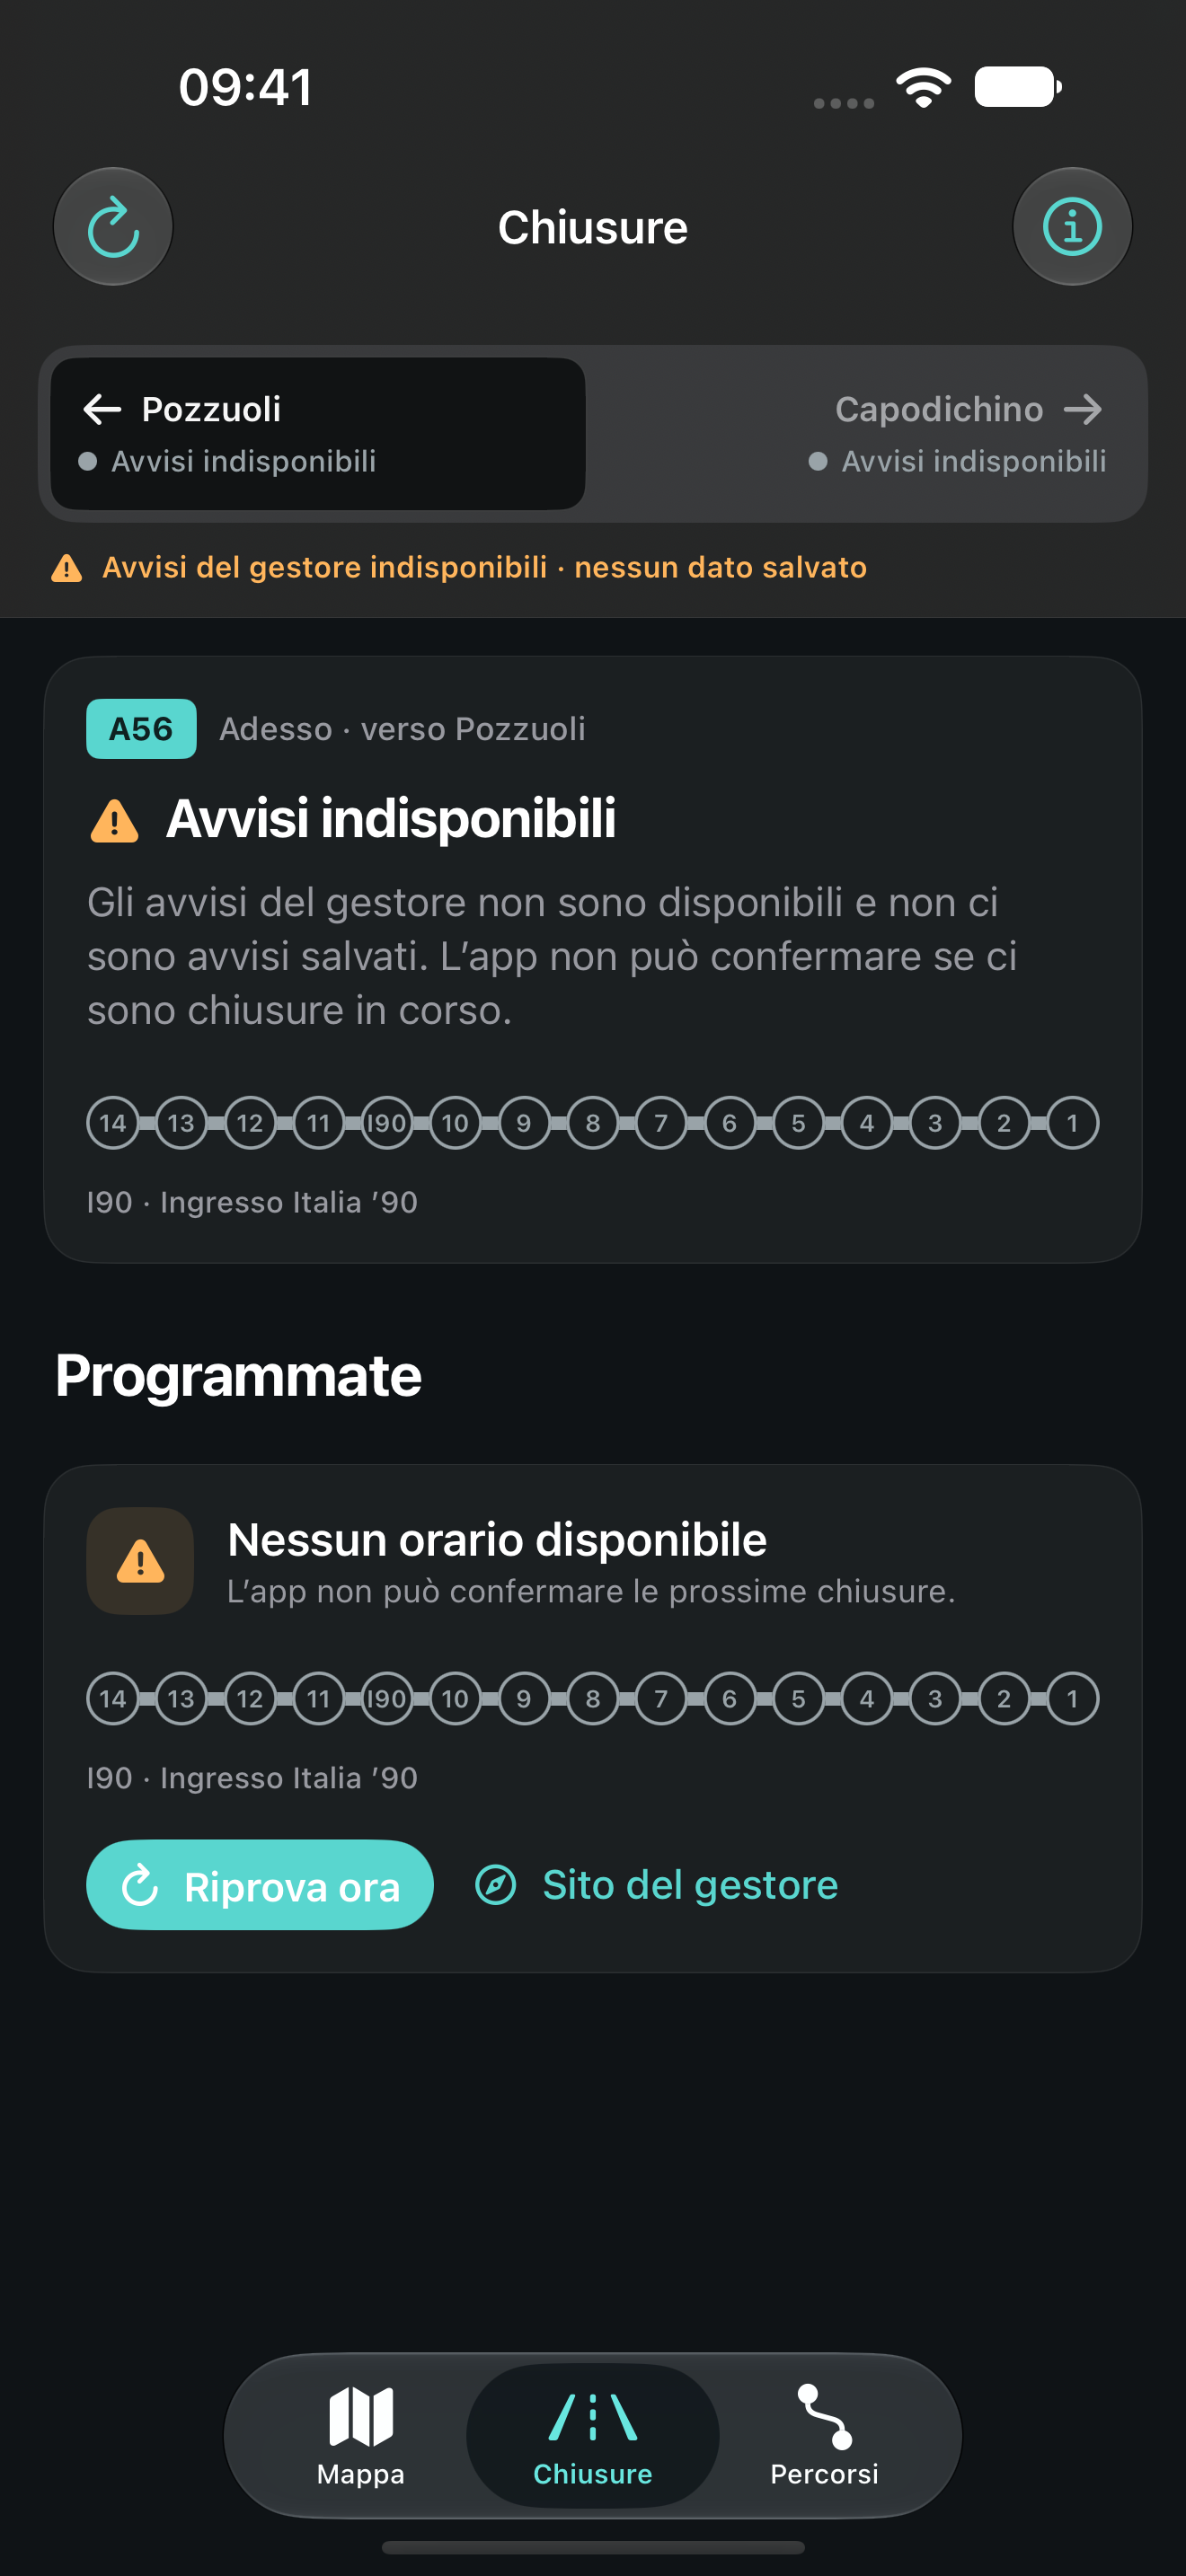 09:41
Chiusure
← Pozzuoli
Avvisi indisponibili
Capodichino →
Avvisi indisponibili
Avvisi del gestore indisponibili · nessun dato salvato
A56 Adesso · verso Pozzuoli
Avvisi indisponibili
Gli avvisi del gestore non sono disponibili e non ci
sono avvisi salvati. L’app non può confermare se ci
sono chiusure in corso.
14 13 12 11 I90 10 9 8 7 6 5 4 3 2 1
I90 · Ingresso Italia ’90
Programmate
Nessun orario disponibile
L’app non può confermare le prossime chiusure.
14 13 12 11 I90 10 9 8 7 6 5 4 3 2 1
I90 · Ingresso Italia ’90
Riprova ora Sito del gestore
Mappa Chiusure Percorsi